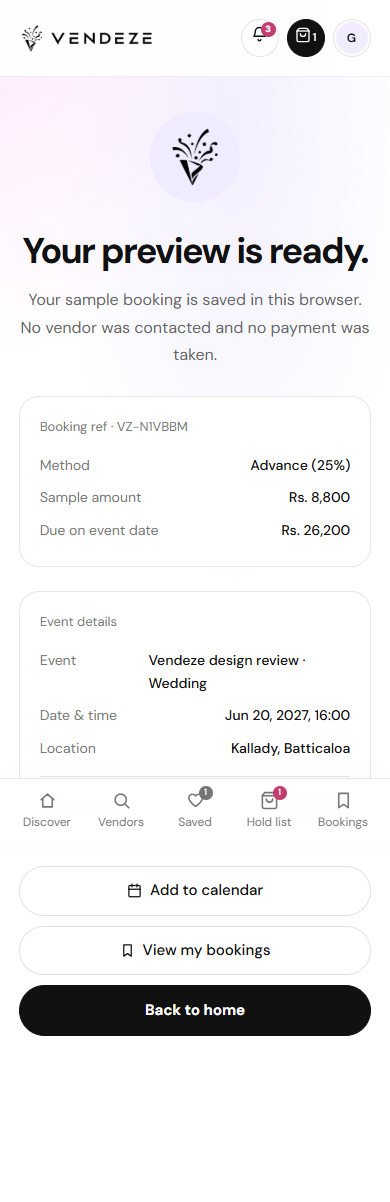 VENDEZE
3
1
G
Your preview is ready.
Your sample booking is saved in this browser.
No vendor was contacted and no payment was
taken.
Booking ref · VZ-N1VBBM
Method Advance (25%)
Sample amount Rs. 8,800
Due on event date Rs. 26,200
Event details
Event Vendeze design review ·
Wedding
Date & time Jun 20, 2027, 16:00
Location Kallady, Batticaloa
1 1
Discover Vendors Saved Hold list Bookings
Add to calendar
View my bookings
Back to home